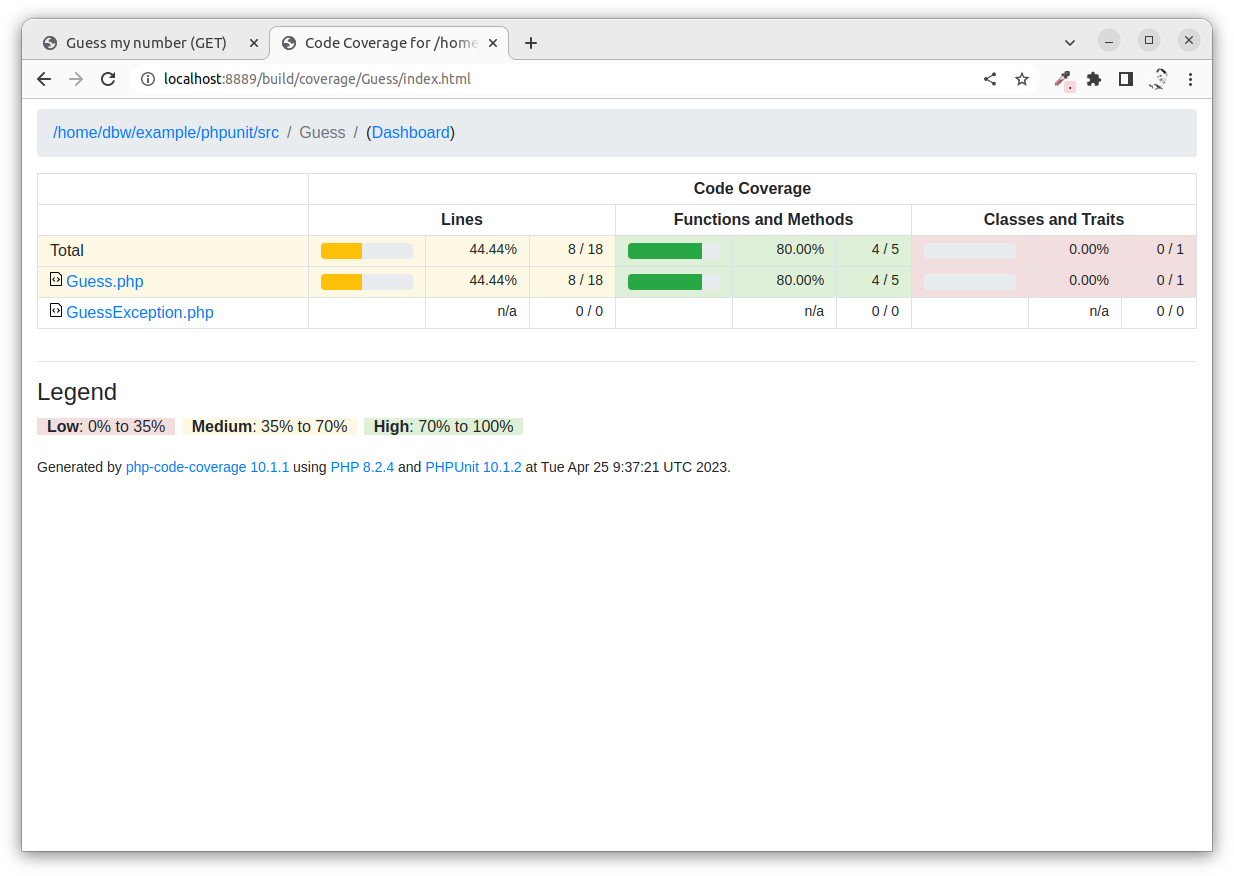 Guess my number (GET)
Code Coverage for /home
localhost:8889/build/coverage/Guess/index.html
/home/dbw/example/phpunit/src / Guess / (Dashboard)
Code Coverage
Lines Functions and Methods Classes and Traits
Total 44.44% 8 / 18 80.00% 4 / 5 0.00% 0 / 1
Guess.php 44.44% 8 / 18 80.00% 4 / 5 0.00% 0 / 1
GuessException.php n/a 0 / 0 n/a 0 / 0 n/a 0 / 0
Legend
Low: 0% to 35% Medium: 35% to 70% High: 70% to 100%
Generated by php-code-coverage 10.1.1 using PHP 8.2.4 and PHPUnit 10.1.2 at Tue Apr 25 9:37:21 UTC 2023.